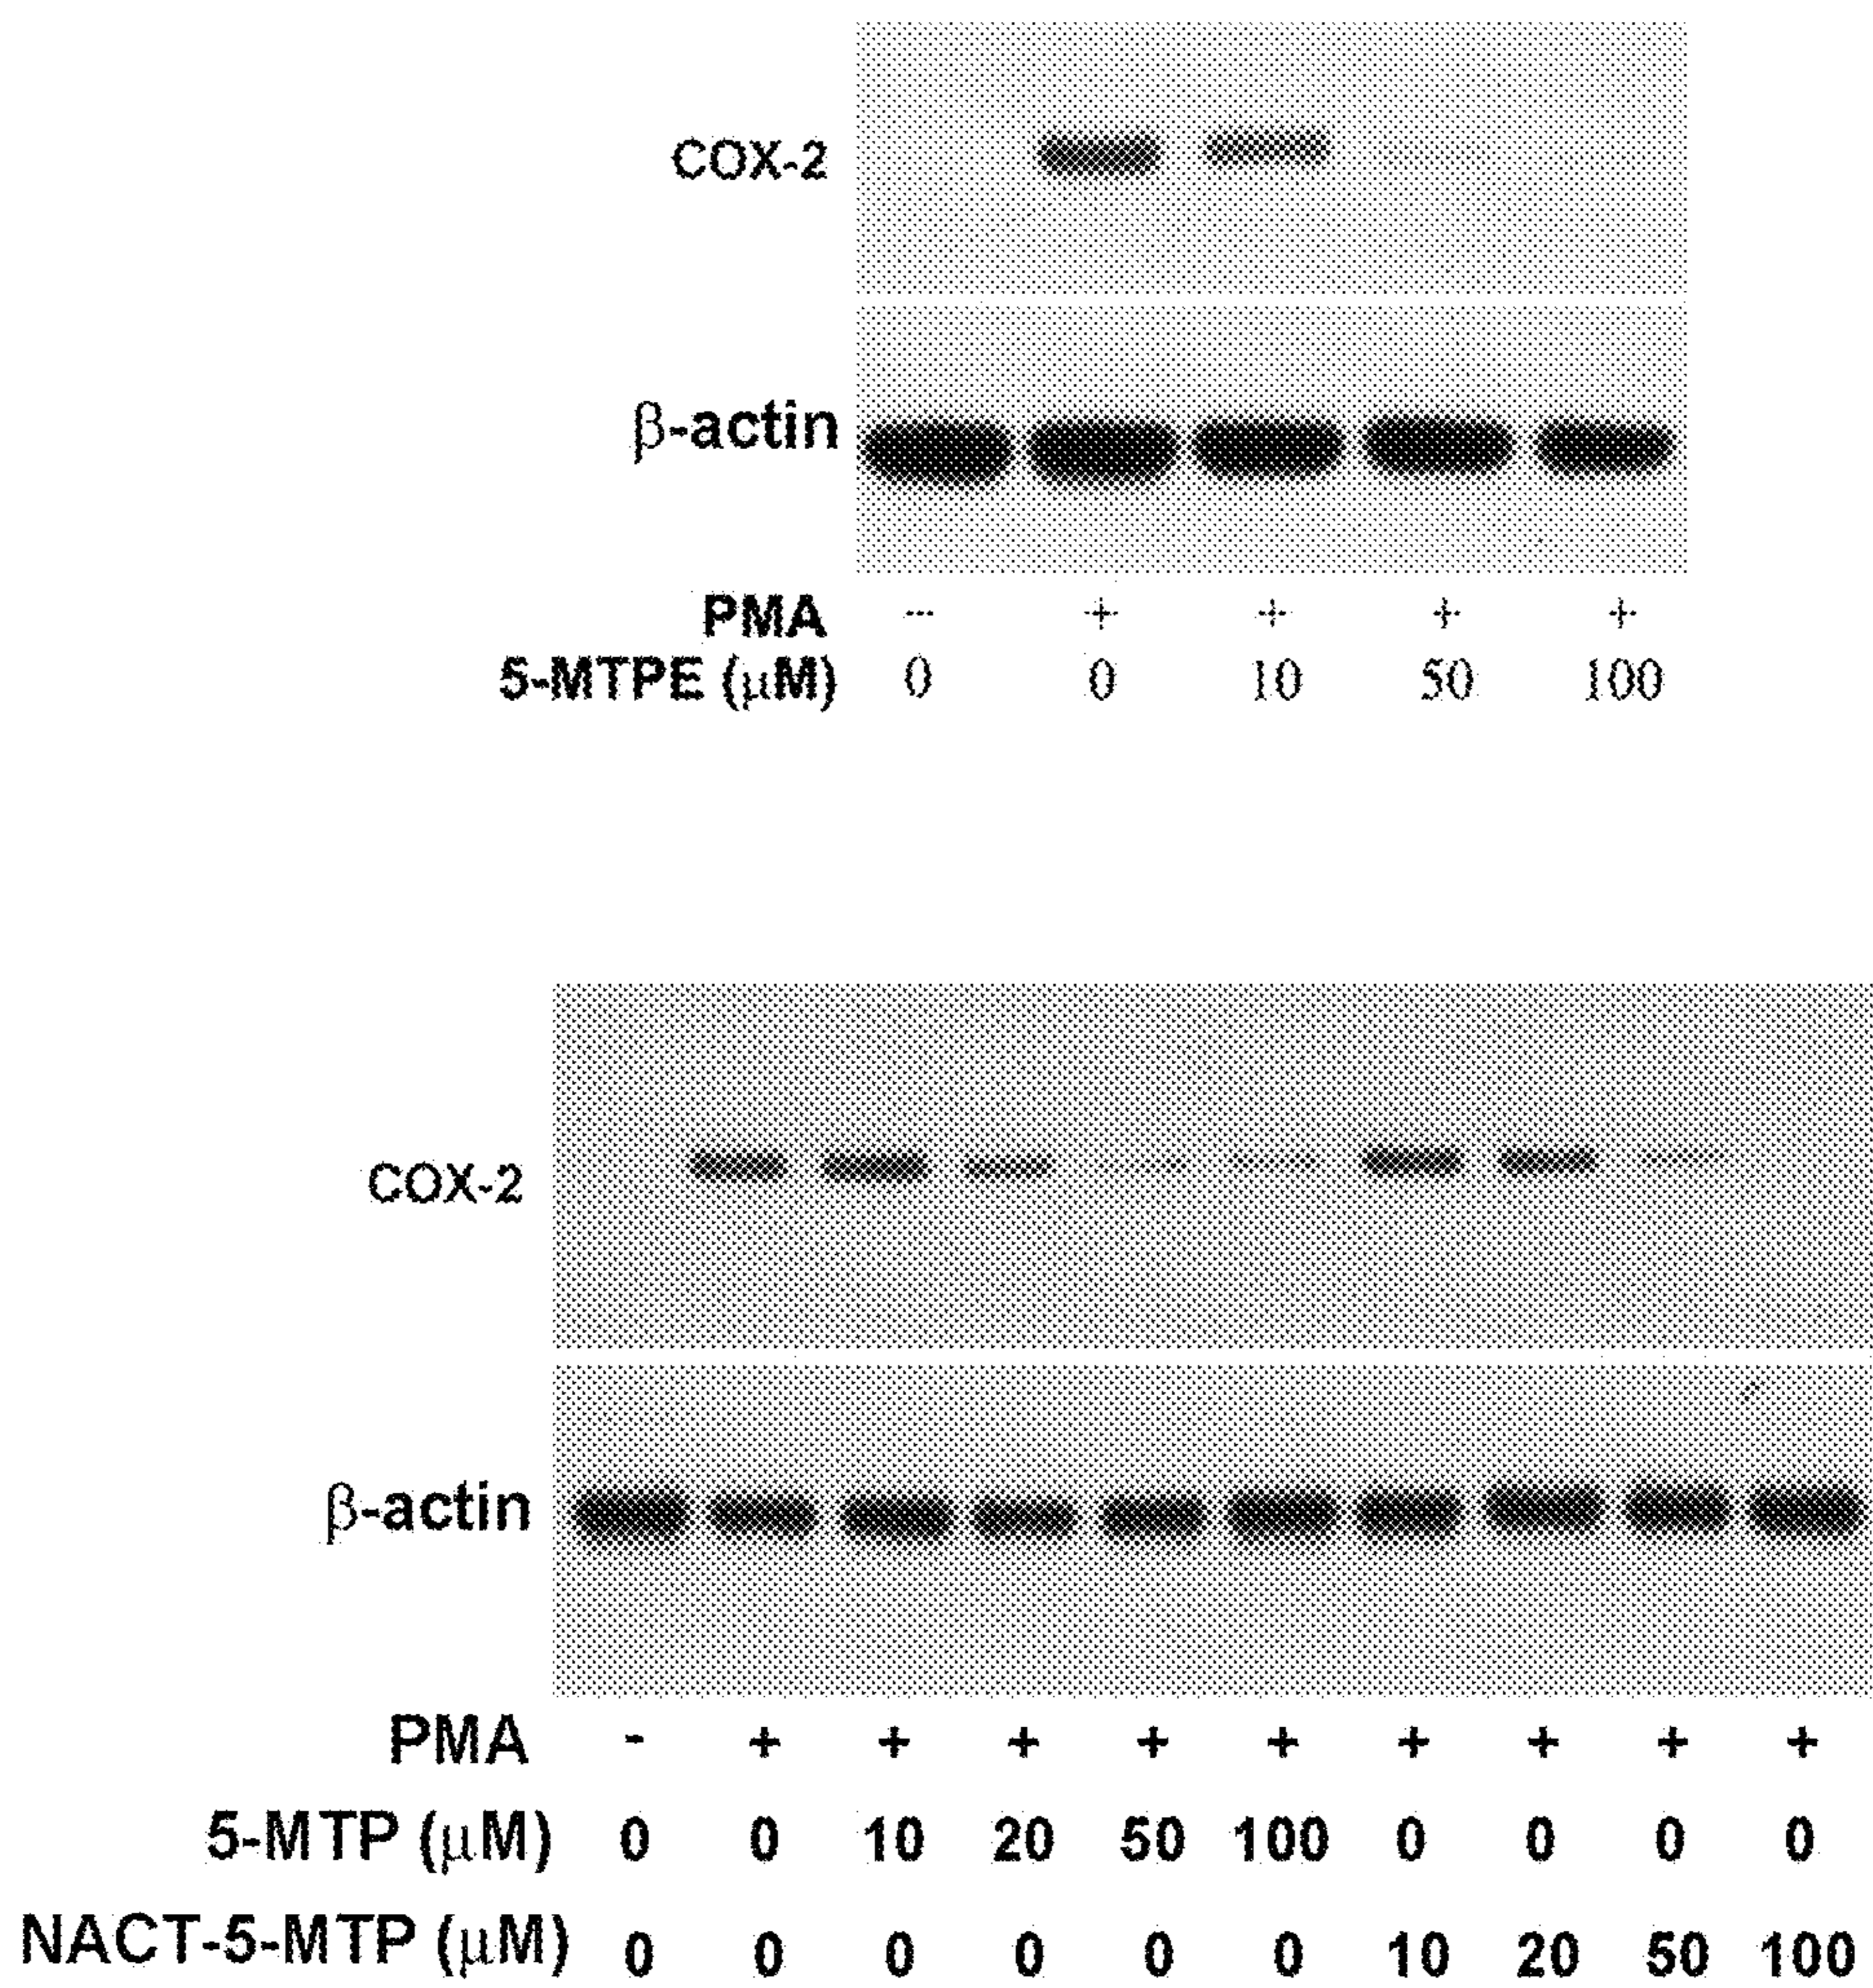 COX-2
β-actin
PMA -- + + + +
5-MTPE (μM) 0 0 10 50 100
COX-2
β-actin
PMA - + + + + + + + + +
5-MTP (μM) 0 0 10 20 50 100 0 0 0 0
NACT-5-MTP (μM) 0 0 0 0 0 0 10 20 50 100